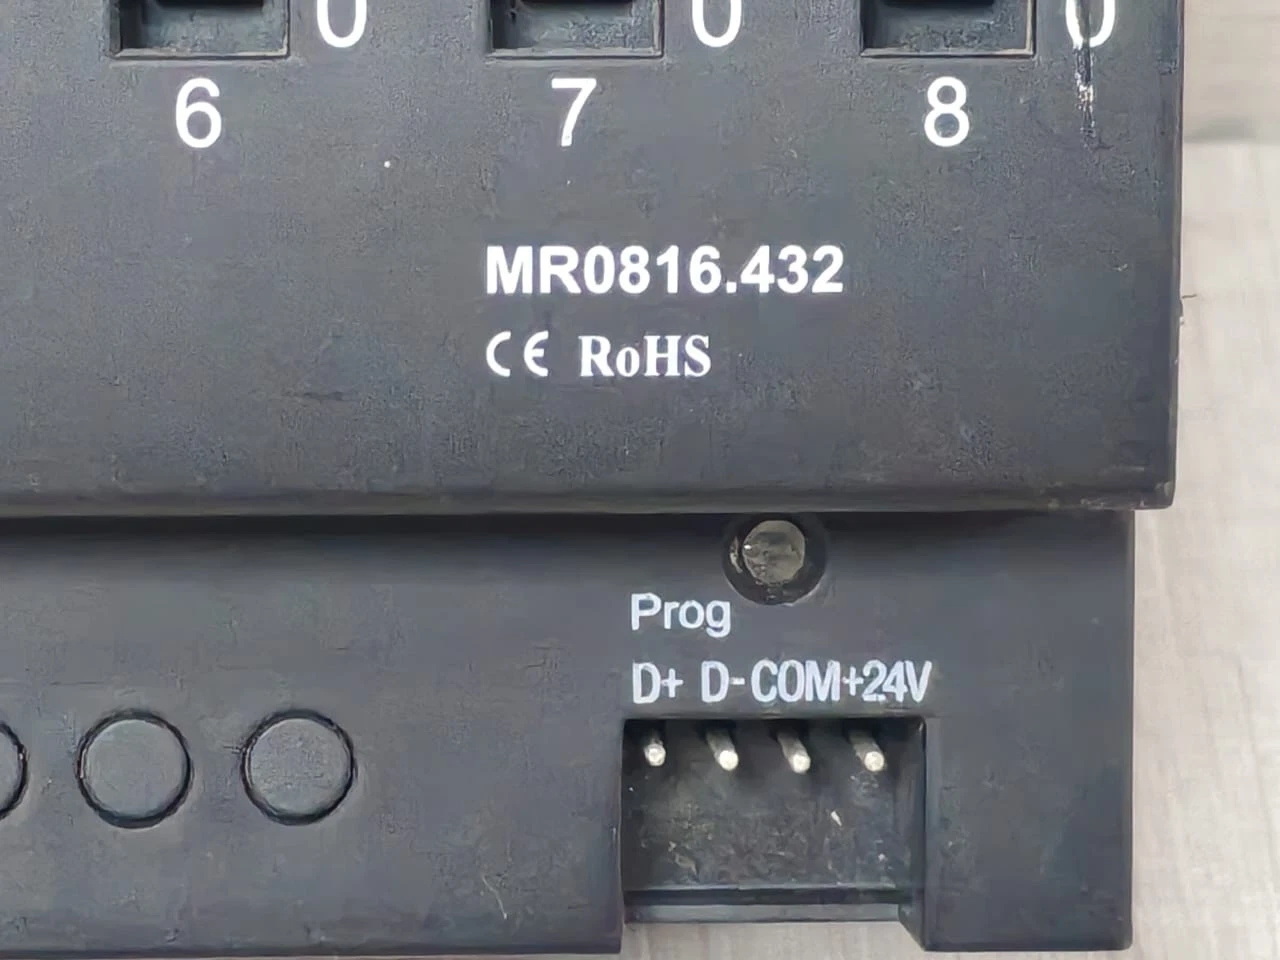 0 0 0
6 7 8
MR0816.432
CE RoHS
Prog
D+ D- COM +24V